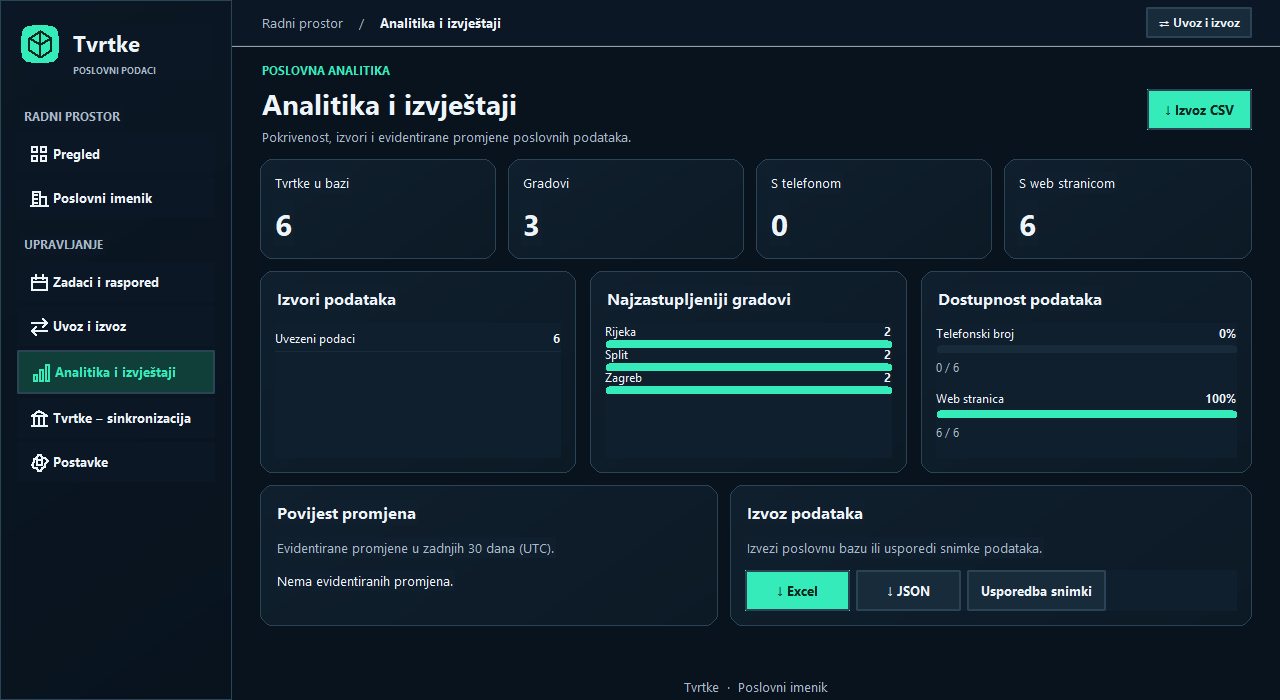 Tvrtke
POSLOVNI PODACI
RADNI PROSTOR
Pregled
Poslovni imenik
UPRAVLJANJE
Zadaci i raspored
Uvoz i izvoz
Analitika i izvještaji
Tvrtke – sinkronizacija
Postavke
Radni prostor / Analitika i izvještaji
⇄ Uvoz i izvoz
POSLOVNA ANALITIKA
Analitika i izvještaji
Pokrivenost, izvori i evidentirane promjene poslovnih podataka.
↓ Izvoz CSV
Tvrtke u bazi
6
Gradovi
3
S telefonom
0
S web stranicom
6
Izvori podataka
Uvezeni podaci 6
Najzastupljeniji gradovi
Rijeka 2
Split 2
Zagreb 2
Dostupnost podataka
Telefonski broj 0%
0 / 6
Web stranica 100%
6 / 6
Povijest promjena
Evidentirane promjene u zadnjih 30 dana (UTC).
Nema evidentiranih promjena.
Izvoz podataka
Izvezi poslovnu bazu ili usporedi snimke podataka.
↓ Excel
↓ JSON
Usporedba snimki
Tvrtke · Poslovni imenik